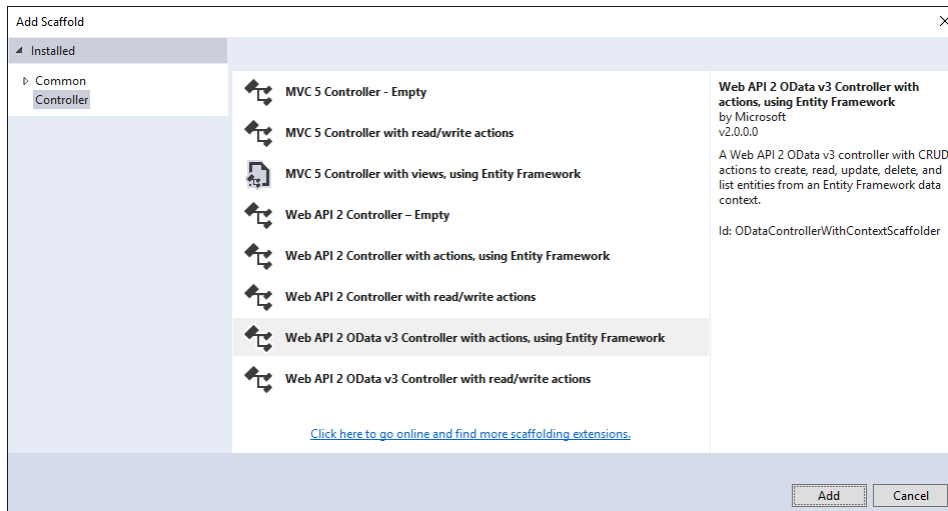 Add Scaffold
Installed
Common
Controller
MVC 5 Controller - Empty
MVC 5 Controller with read/write actions
MVC 5 Controller with views, using Entity Framework
Web API 2 Controller – Empty
Web API 2 Controller with actions, using Entity Framework
Web API 2 Controller with read/write actions
Web API 2 OData v3 Controller with actions, using Entity Framework
Web API 2 OData v3 Controller with read/write actions
Click here to go online and find more scaffolding extensions.
Web API 2 OData v3 Controller with
actions, using Entity Framework
by Microsoft
v2.0.0.0
A Web API 2 OData v3 controller with CRUD
actions to create, read, update, delete, and
list entities from an Entity Framework data
context.
Id: ODataControllerWithContextScaffolder
Add
Cancel